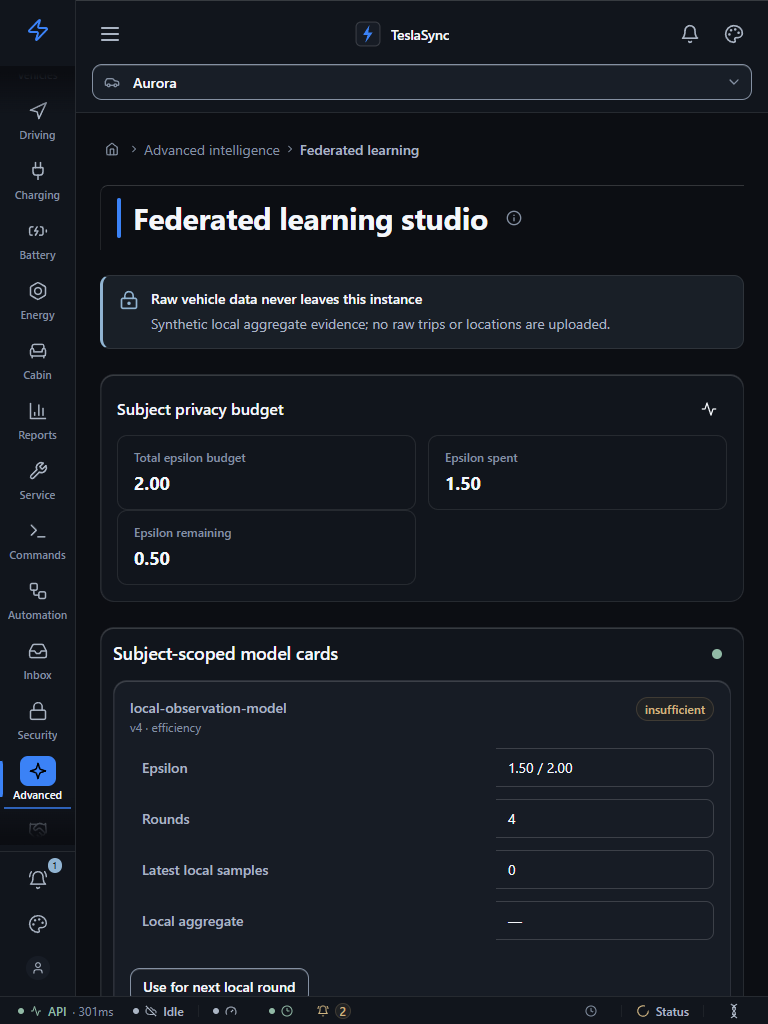 TeslaSync
Aurora
Driving
Charging
Battery
Energy
Cabin
Reports
Service
Commands
Automation
Inbox
Security
Advanced
1
Advanced intelligence
Federated learning
Federated learning studio
Raw vehicle data never leaves this instance
Synthetic local aggregate evidence; no raw trips or locations are uploaded.
Subject privacy budget
Total epsilon budget
2.00
Epsilon spent
1.50
Epsilon remaining
0.50
Subject-scoped model cards
local-observation-model
insufficient
v4 · efficiency
Epsilon
1.50 / 2.00
Rounds
4
Latest local samples
0
Local aggregate
—
Use for next local round
API · 301ms
Idle
2
Status